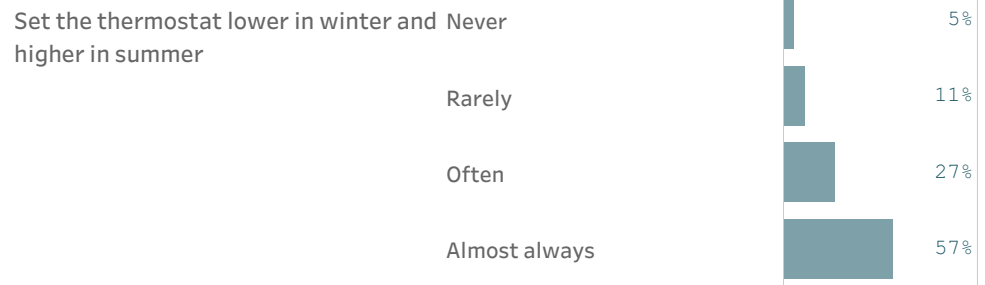 Set the thermostat lower in winter and Never 5%
higher in summer
Rarely 11%
Often 27%
Almost always 57%